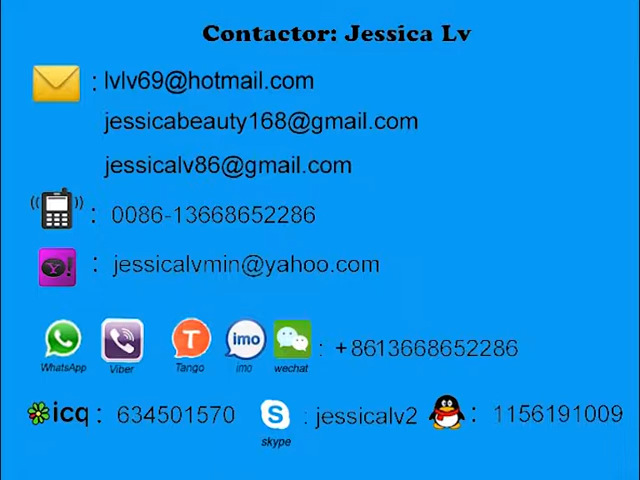 Contactor: Jessica Lv
: lvlv69@hotmail.com
jessicabeauty168@gmail.com
jessicalv86@gmail.com
: 0086-13668652286
Y! : jessicalvmin@yahoo.com
T imo : +8613668652286
WhatsApp Viber Tango imo wechat
icq : 634501570 S : jessicalv2 : 1156191009
skype